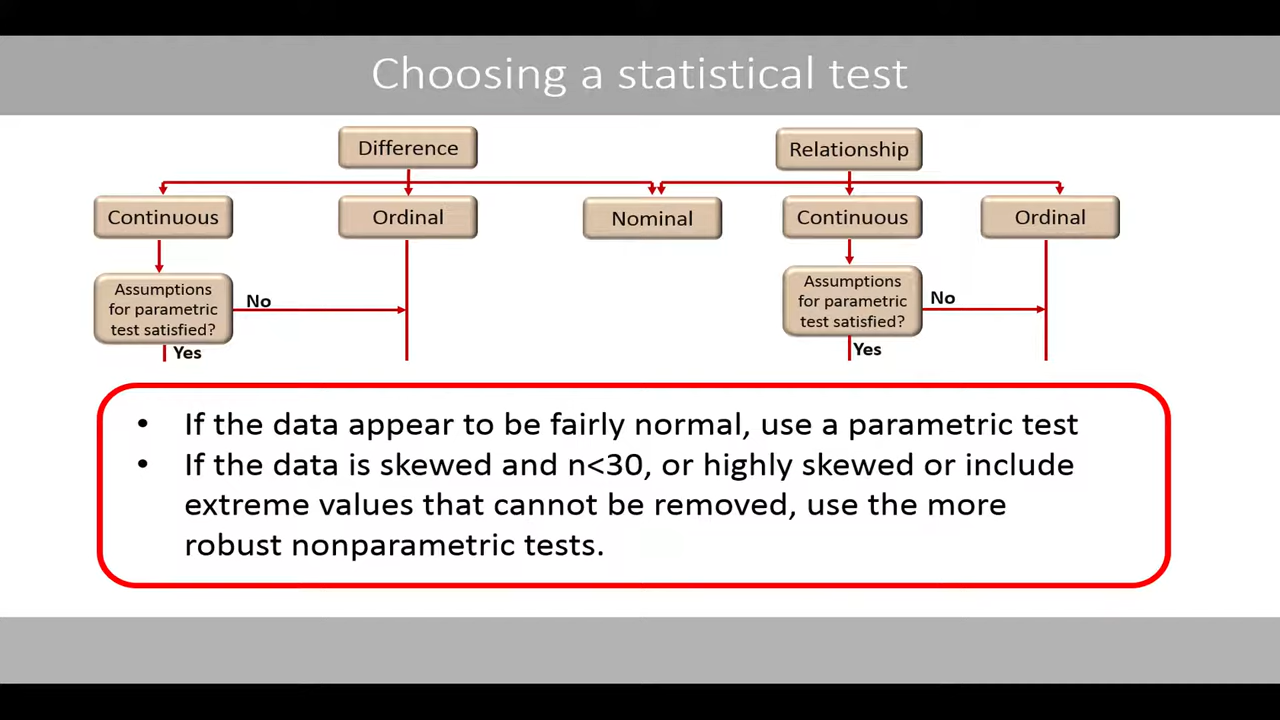 Choosing a statistical test
Difference
Relationship
Continuous
Ordinal
Nominal
Continuous
Ordinal
Assumptions
for parametric
test satisfied?
No
Yes
Assumptions
for parametric
test satisfied?
No
Yes
• If the data appear to be fairly normal, use a parametric test
• If the data is skewed and n<30, or highly skewed or include
extreme values that cannot be removed, use the more
robust nonparametric tests.